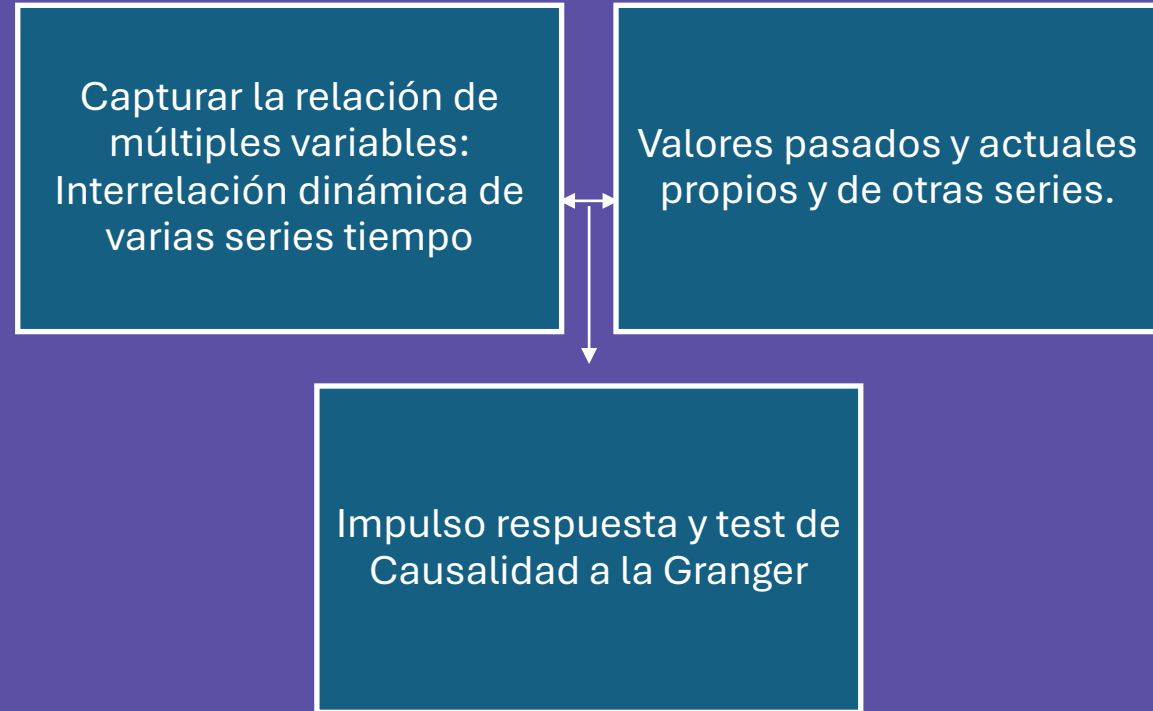 Capturar la relación de
múltiples variables:
Interrelación dinámica de
varias series tiempo
Valores pasados y actuales
propios y de otras series.
Impulso respuesta y test de
Causalidad a la Granger